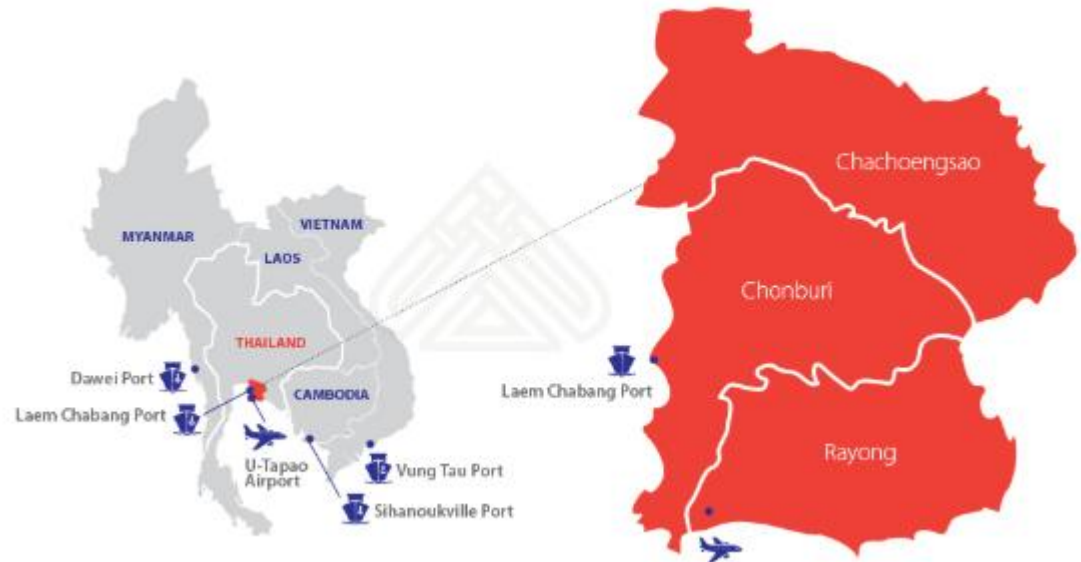 MYANMAR
VIETNAM
LAOS
THAILAND
CAMBODIA
Dawei Port
Laem Chabang Port
U-Tapao
Airport
Vung Tau Port
Sihanoukville Port
Chachoengsao
Chonburi
Laem Chabang Port
Rayong